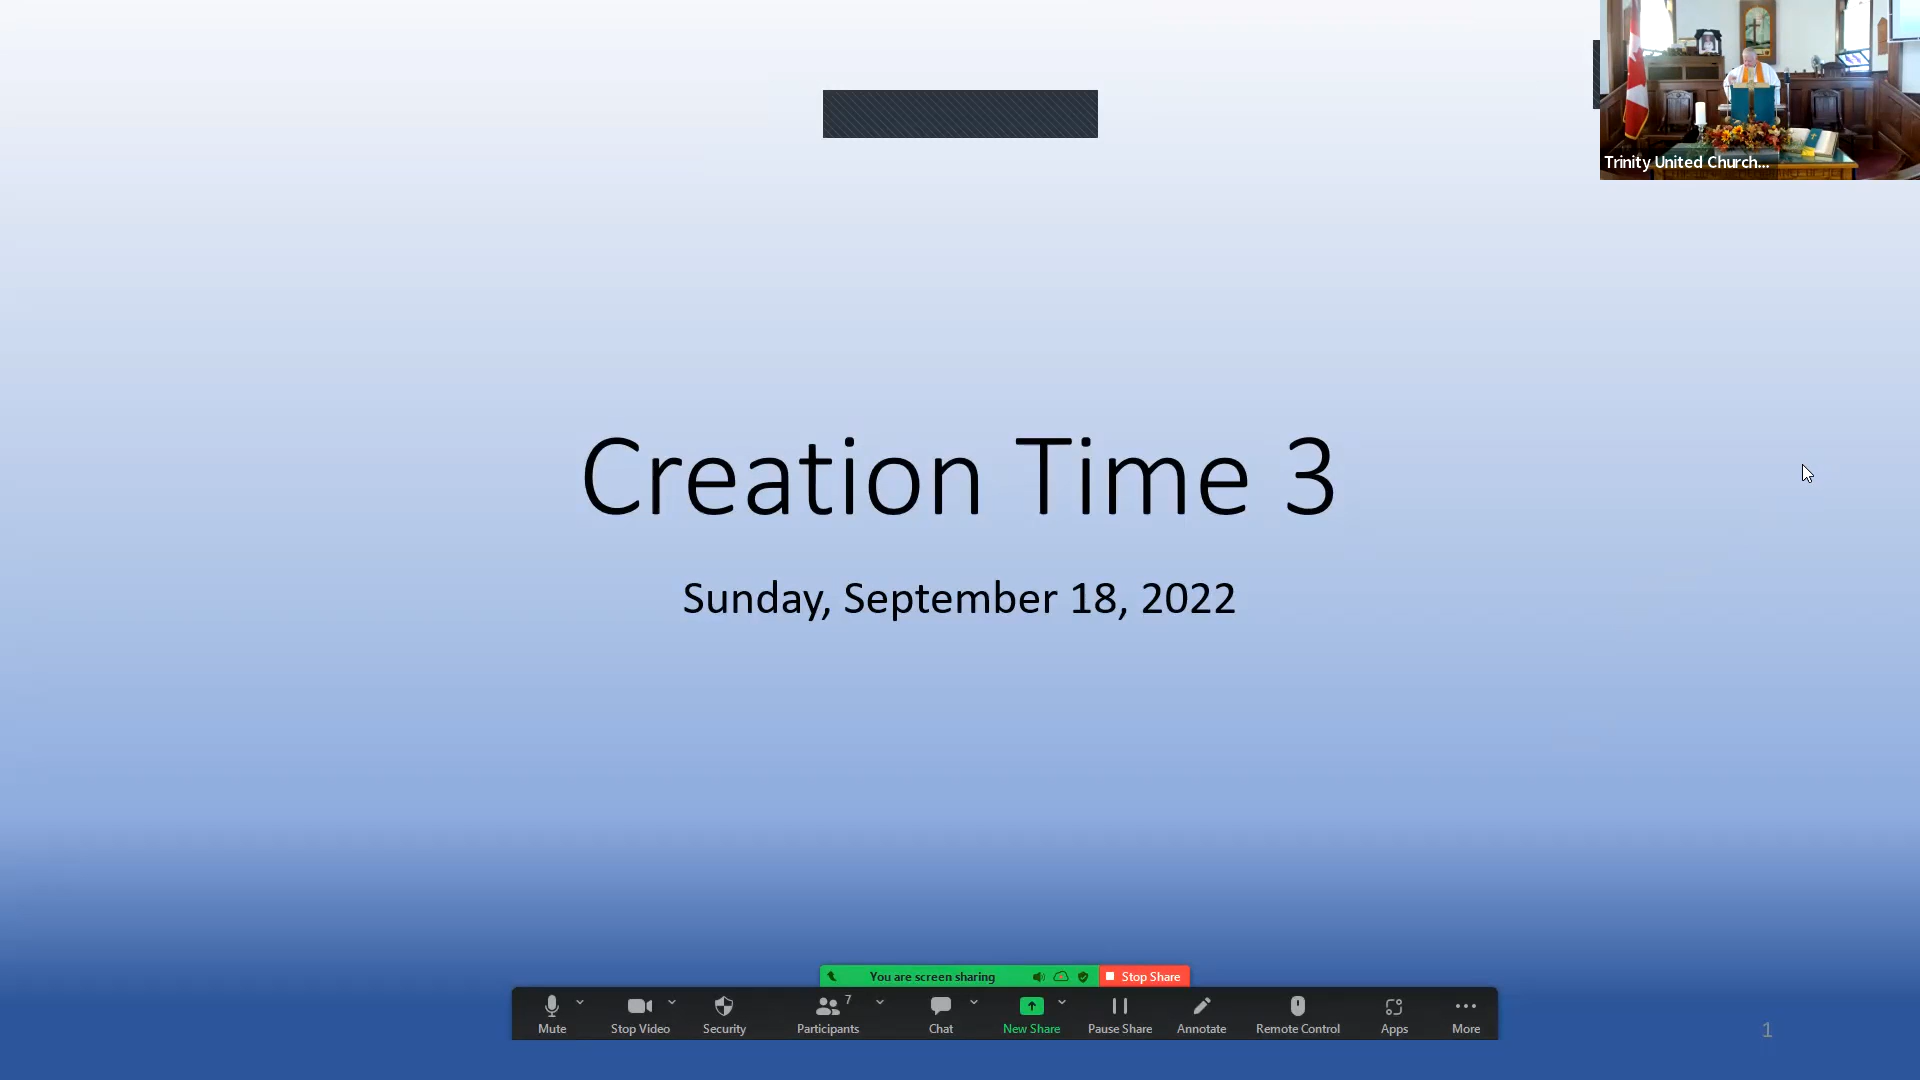 Trinity United Church...
Creation Time 3
Sunday, September 18, 2022
You are screen sharing
Stop Share
7
Mute
Stop Video
Security
Participants
Chat
New Share
Pause Share
Annotate
Remote Control
Apps
More
1